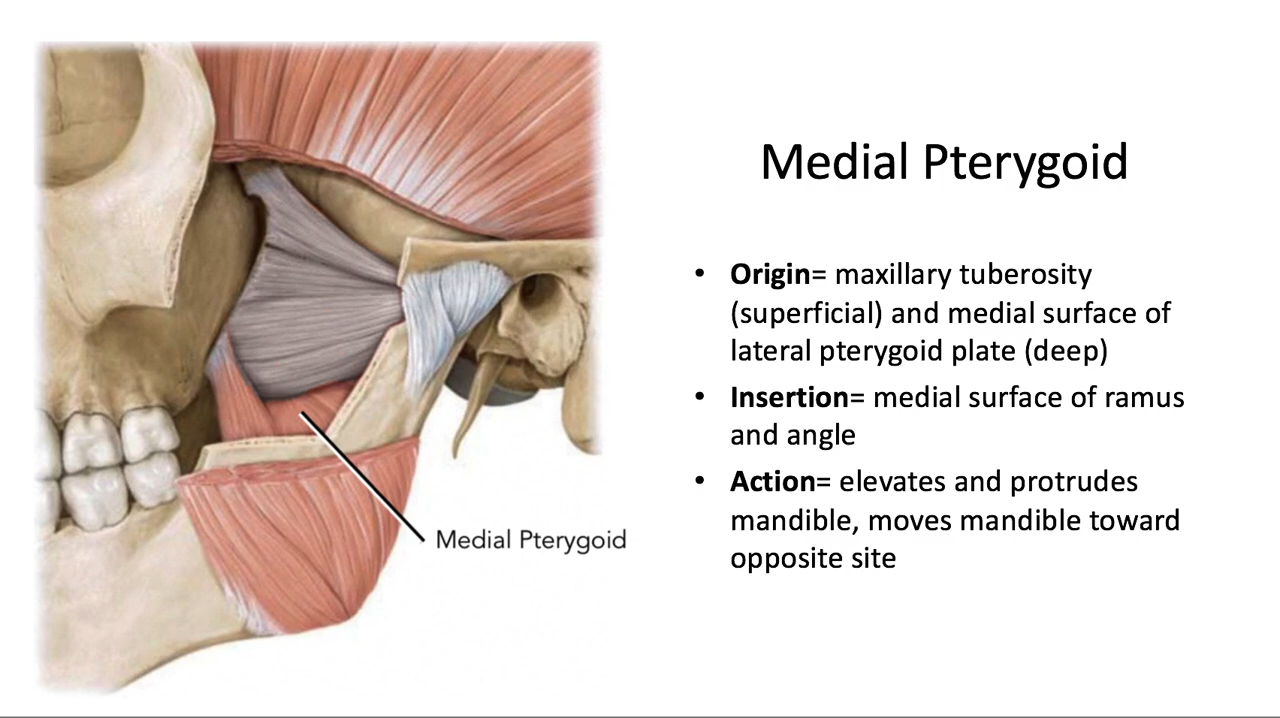 Medial Pterygoid
• Origin= maxillary tuberosity
(superficial) and medial surface of
lateral pterygoid plate (deep)
• Insertion= medial surface of ramus
and angle
• Action= elevates and protrudes
mandible, moves mandible toward
opposite site
Medial Pterygoid